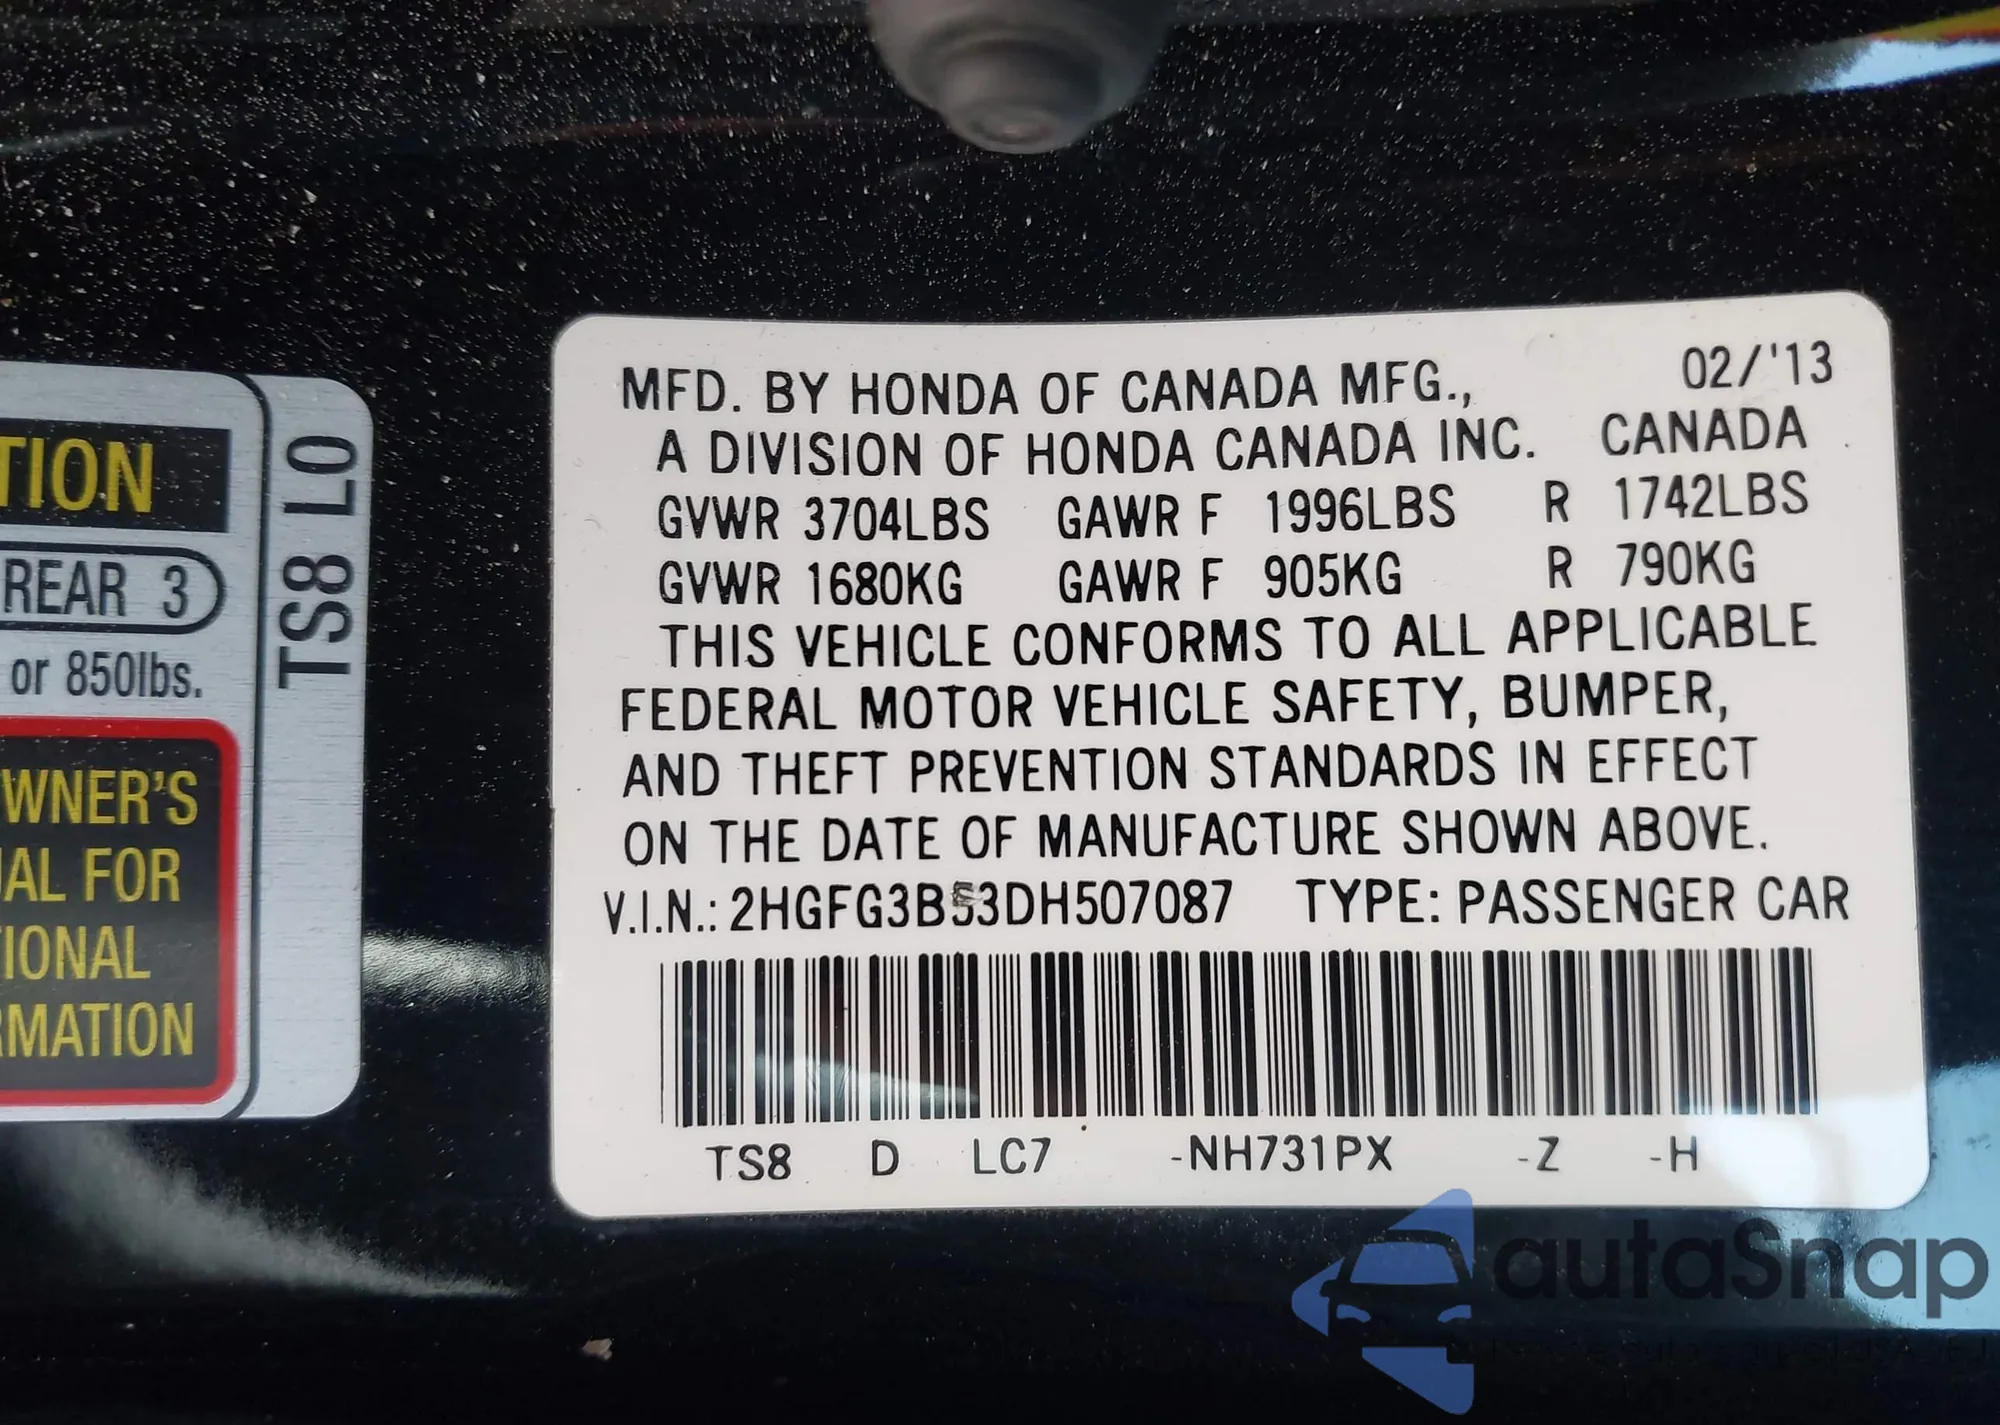 TION
REAR 3
or 850lbs.
WNER'S
AL FOR
IONAL
RMATION
TS8 L0
MFD. BY HONDA OF CANADA MFG., 02/'13
A DIVISION OF HONDA CANADA INC. CANADA
GVWR 3704LBS GAWR F 1996LBS R 1742LBS
GVWR 1680KG GAWR F 905KG R 790KG
THIS VEHICLE CONFORMS TO ALL APPLICABLE
FEDERAL MOTOR VEHICLE SAFETY, BUMPER,
AND THEFT PREVENTION STANDARDS IN EFFECT
ON THE DATE OF MANUFACTURE SHOWN ABOVE.
V.I.N.: 2HGFG3B53DH507087 TYPE: PASSENGER CAR
TS8 D LC7 -NH731PX -Z -H
autaSnap